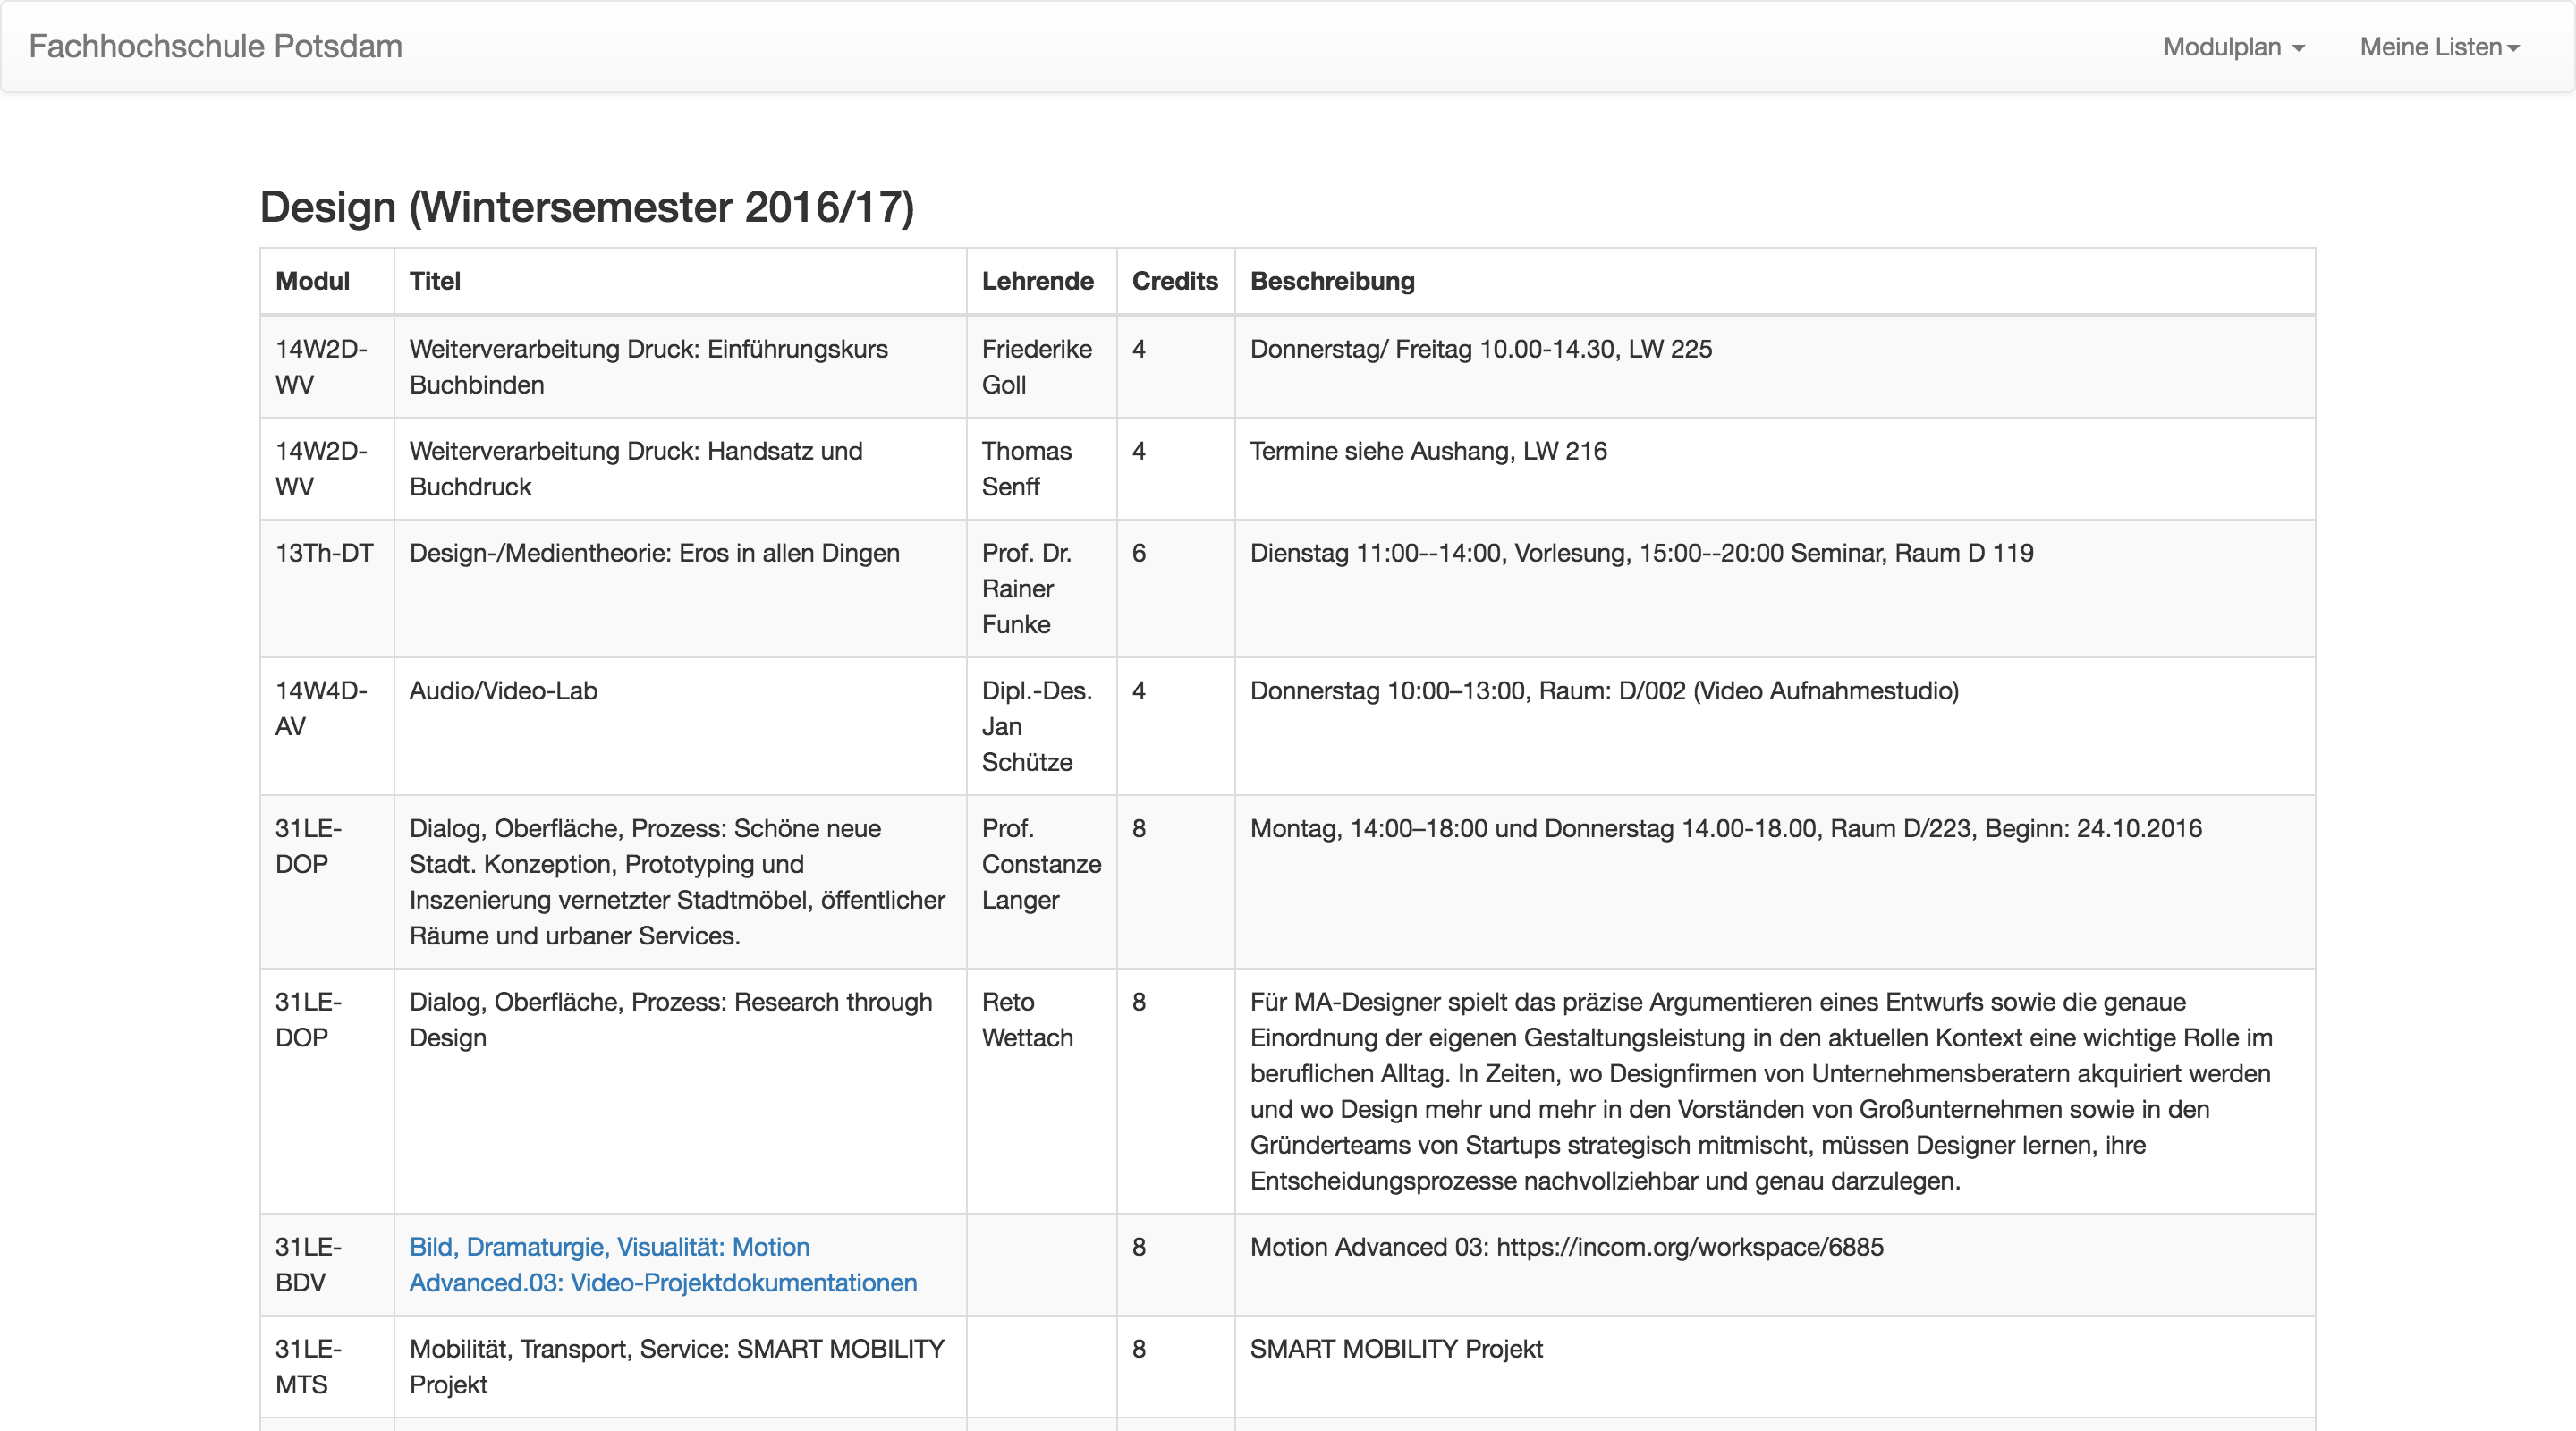 Fachhochschule Potsdam Modulplan Meine Listen
Design (Wintersemester 2016/17)
Modul Titel Lehrende Credits Beschreibung
14W2D- Weiterverarbeitung Druck: Einführungskurs Friederike 4 Donnerstag/ Freitag 10.00-14.30, LW 225
WV Buchbinden Goll
14W2D- Weiterverarbeitung Druck: Handsatz und Thomas 4 Termine siehe Aushang, LW 216
WV Buchdruck Senff
13Th-DT Design-/Medientheorie: Eros in allen Dingen Prof. Dr. 6 Dienstag 11:00--14:00, Vorlesung, 15:00--20:00 Seminar, Raum D 119
Rainer
Funke
14W4D- Audio/Video-Lab Dipl.-Des. 4 Donnerstag 10:00–13:00, Raum: D/002 (Video Aufnahmestudio)
AV Jan
Schütze
31LE- Dialog, Oberfläche, Prozess: Schöne neue Prof. 8 Montag, 14:00–18:00 und Donnerstag 14.00-18.00, Raum D/223, Beginn: 24.10.2016
DOP Stadt. Konzeption, Prototyping und Constanze
Inszenierung vernetzter Stadtmöbel, öffentlicher Langer
Räume und urbaner Services.
31LE- Dialog, Oberfläche, Prozess: Research through Reto 8 Für MA-Designer spielt das präzise Argumentieren eines Entwurfs sowie die genaue
DOP Design Wettach Einordnung der eigenen Gestaltungsleistung in den aktuellen Kontext eine wichtige Rolle im
beruflichen Alltag. In Zeiten, wo Designfirmen von Unternehmensberatern akquiriert werden
und wo Design mehr und mehr in den Vorständen von Großunternehmen sowie in den
Gründerteams von Startups strategisch mitmischt, müssen Designer lernen, ihre
Entscheidungsprozesse nachvollziehbar und genau darzulegen.
31LE- Bild, Dramaturgie, Visualität: Motion 8 Motion Advanced 03: https://incom.org/workspace/6885
BDV Advanced.03: Video-Projektdokumentationen
31LE- Mobilität, Transport, Service: SMART MOBILITY 8 SMART MOBILITY Projekt
MTS Projekt